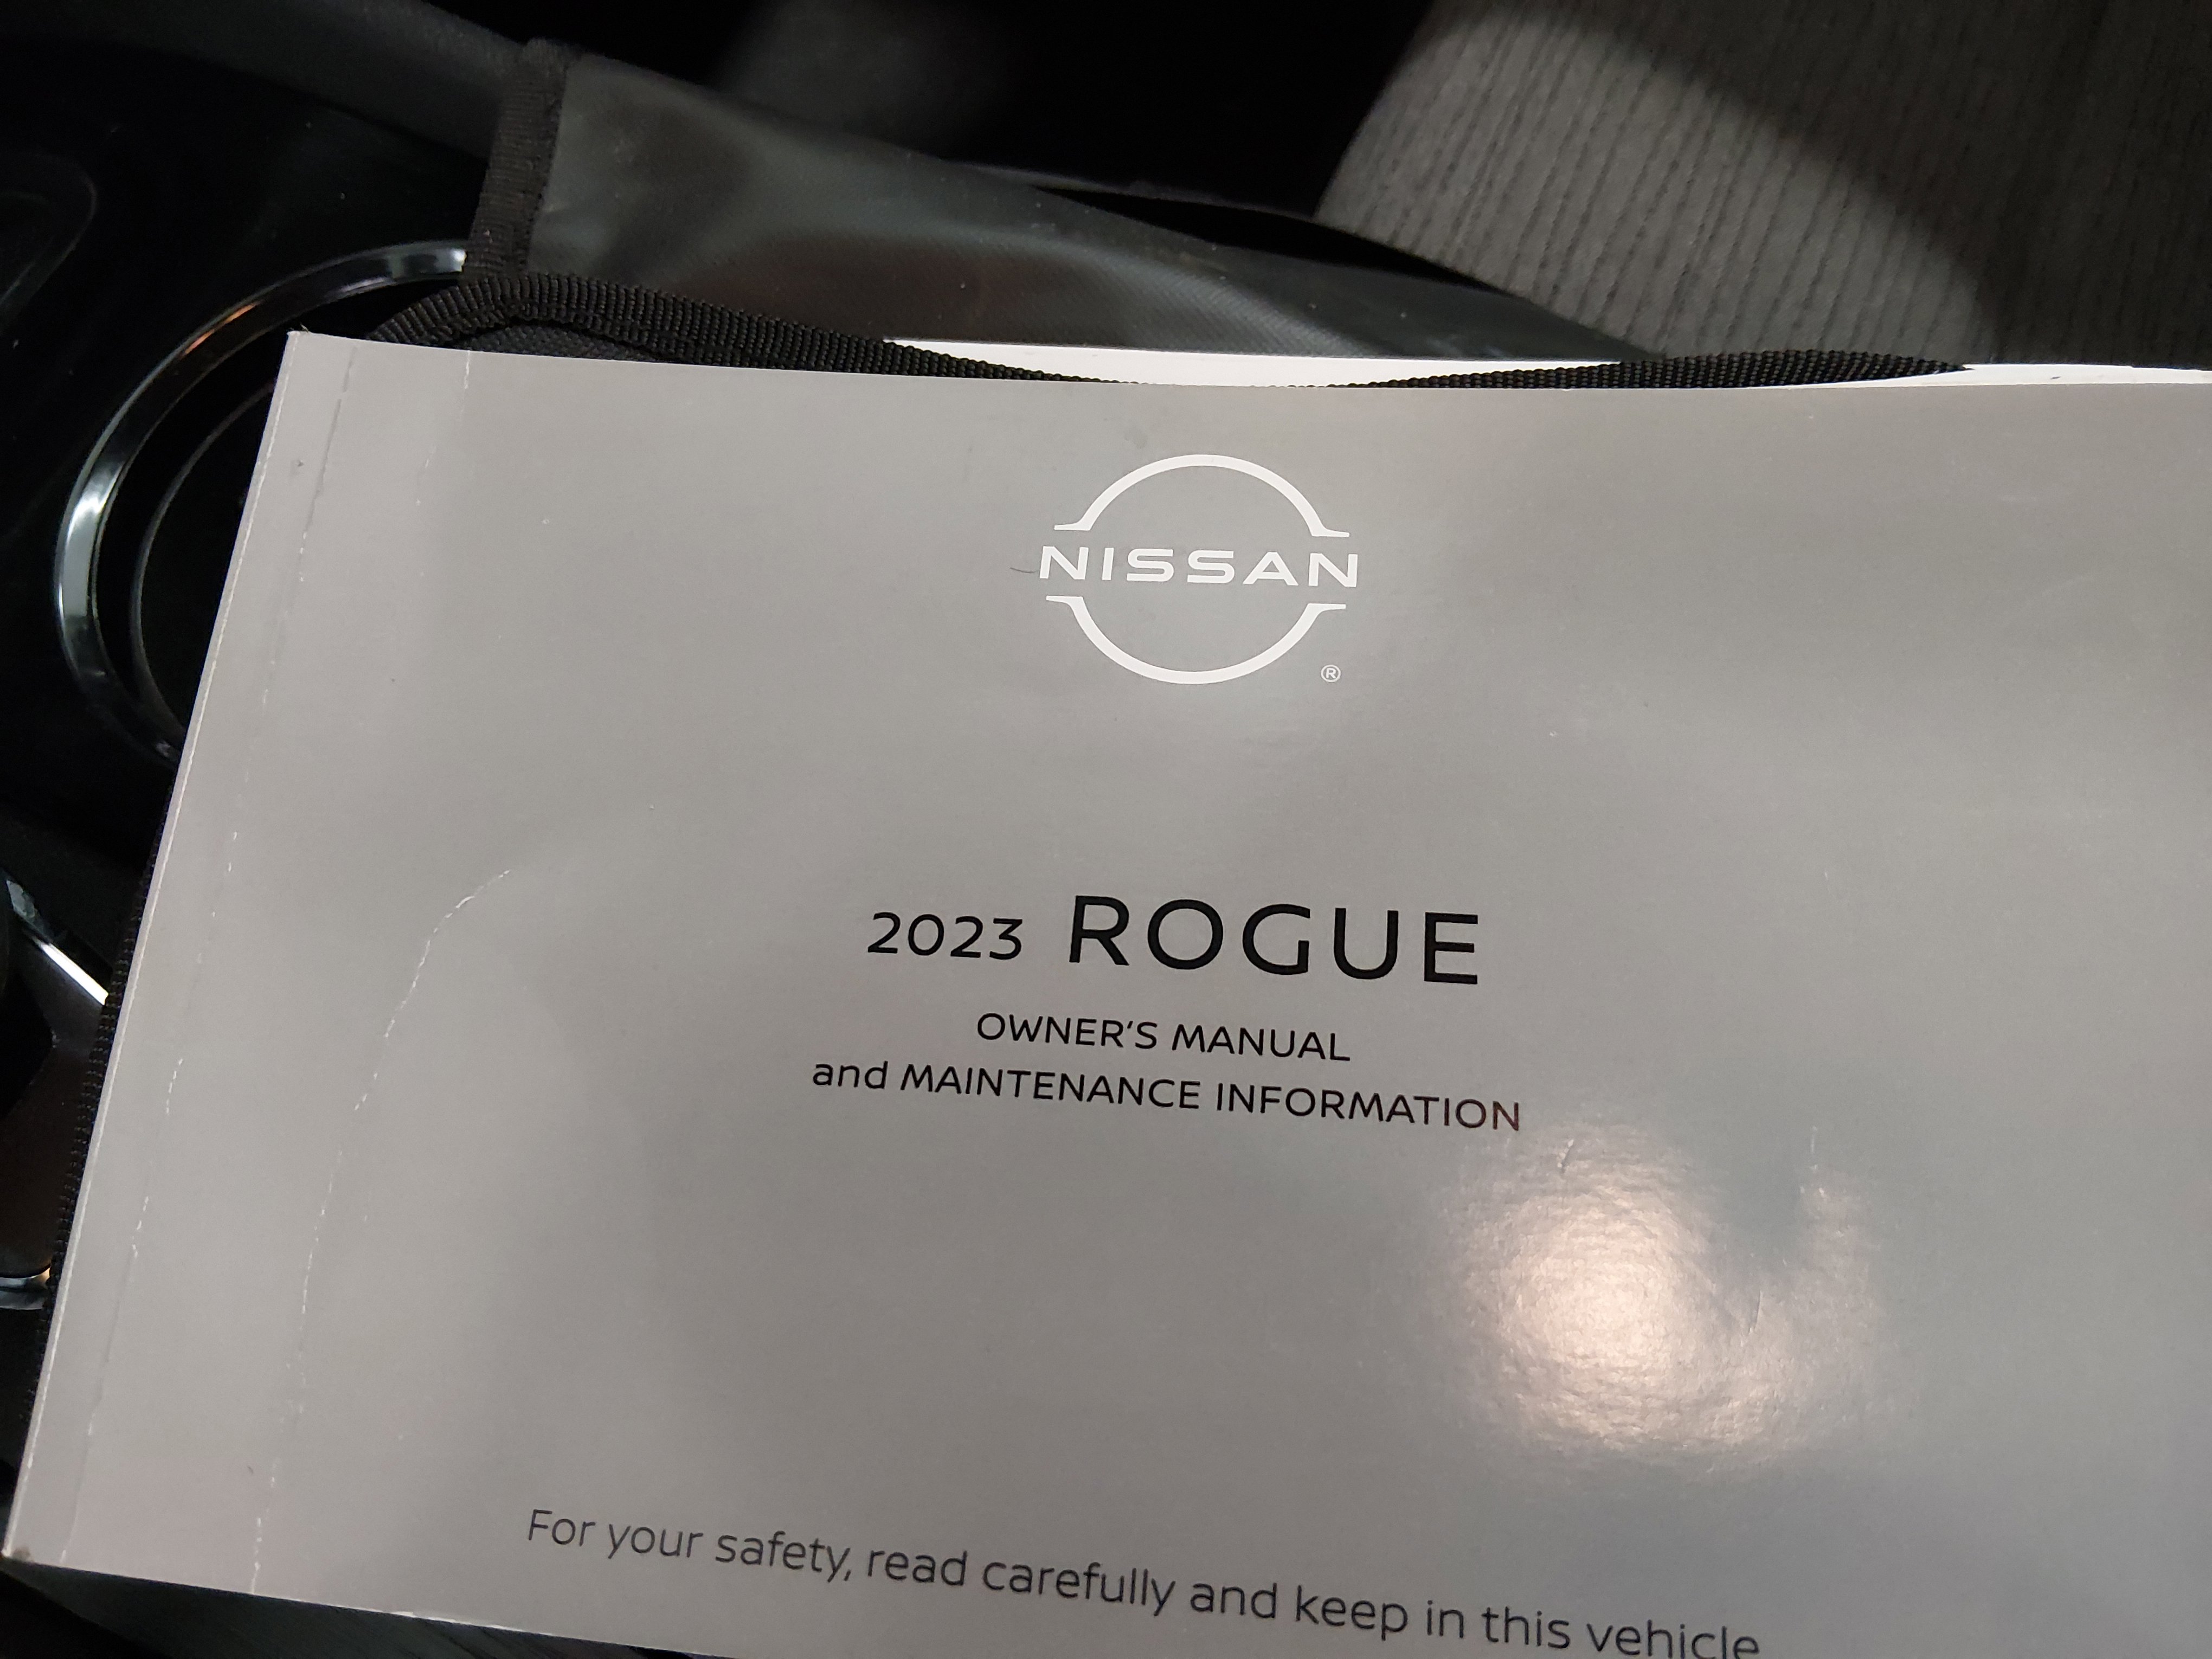 NISSAN
®
2023 ROGUE
OWNER'S MANUAL
and MAINTENANCE INFORMATION
For your safety, read carefully and keep in this vehicle